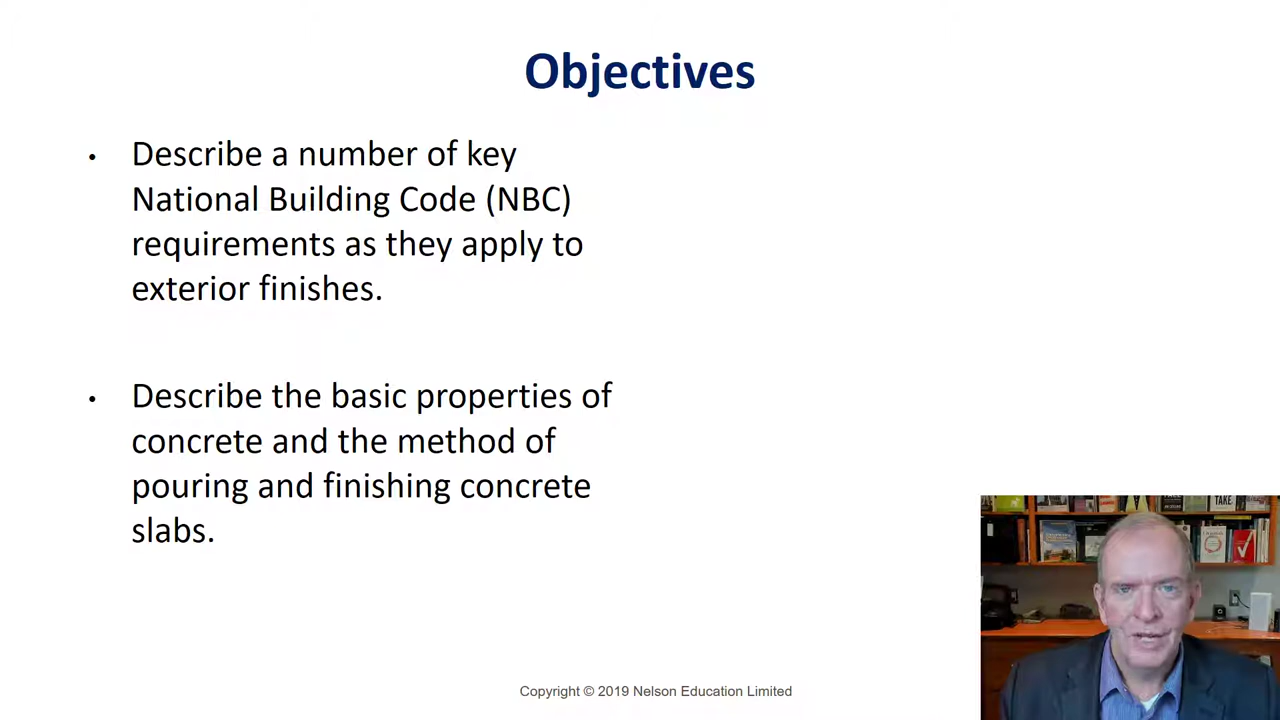 Objectives
• Describe a number of key
National Building Code (NBC)
requirements as they apply to
exterior finishes.
• Describe the basic properties of
concrete and the method of
pouring and finishing concrete
slabs.
TAKE.
Copyright © 2019 Nelson Education Limited